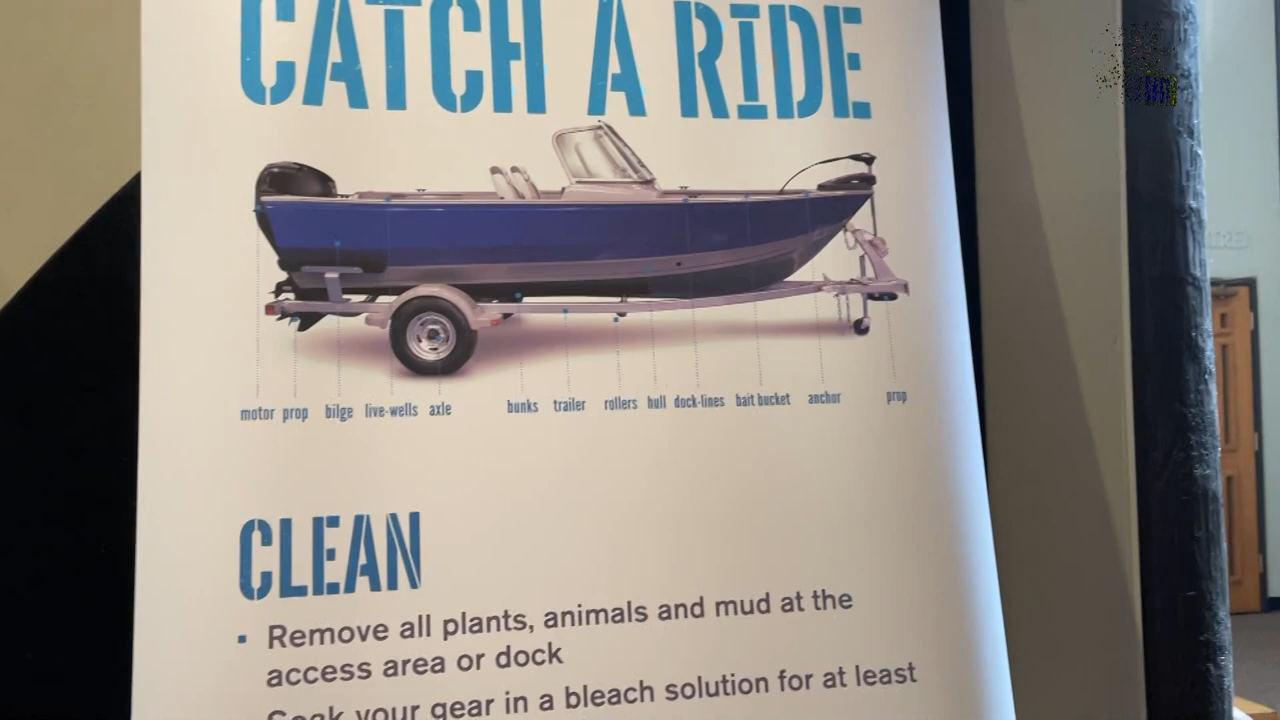 CATCH A RIDE
motor prop bilge live-wells axle bunks trailer rollers hull dock-lines bait bucket anchor prop
CLEAN
▪ Remove all plants, animals and mud at the
access area or dock
Soak your gear in a bleach solution for at least